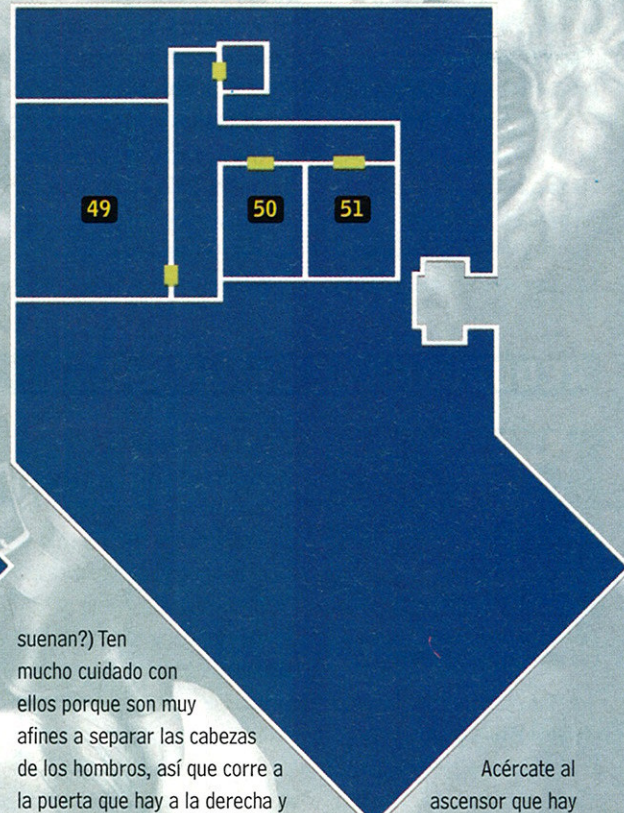 49
50
51
suenan?) Ten
mucho cuidado con
ellos porque son muy
afines a separar las cabezas
de los hombros, así que corre a
la puerta que hay a la derecha y
Acércate al
ascensor que hay